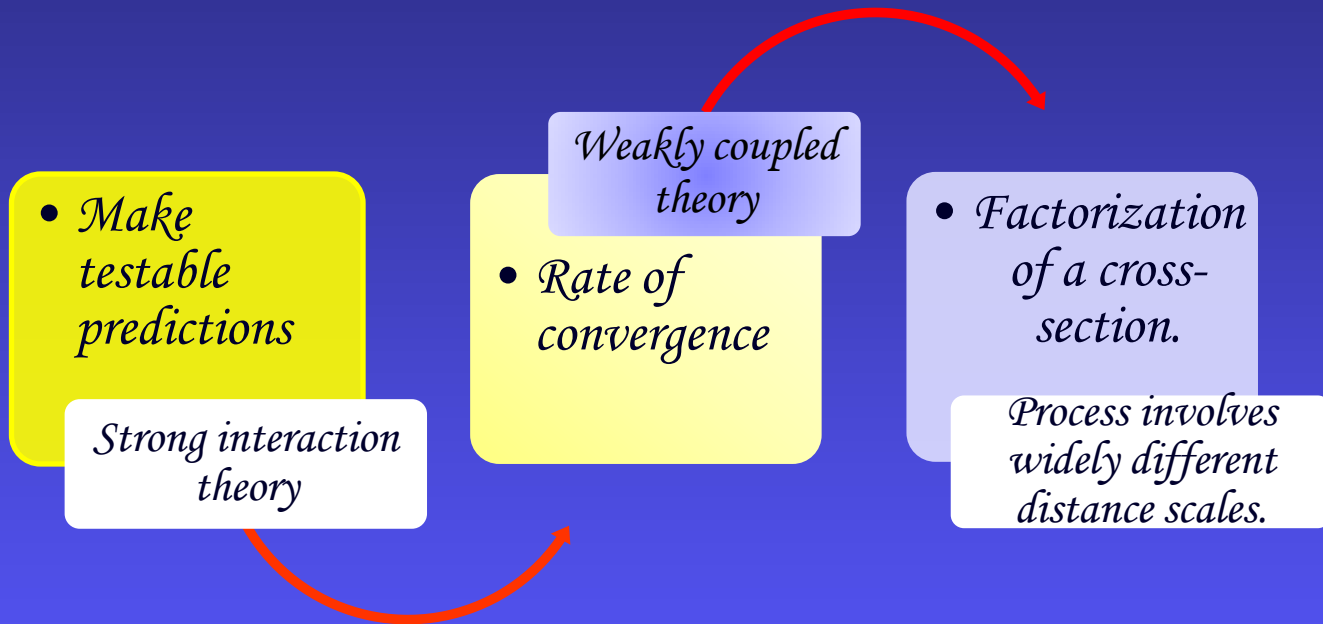 • Make
testable
predictions
Strong interaction
theory
Weakly coupled
theory
• Rate of
convergence
• Factorization
of a cross-
section.
Process involves
widely different
distance scales.